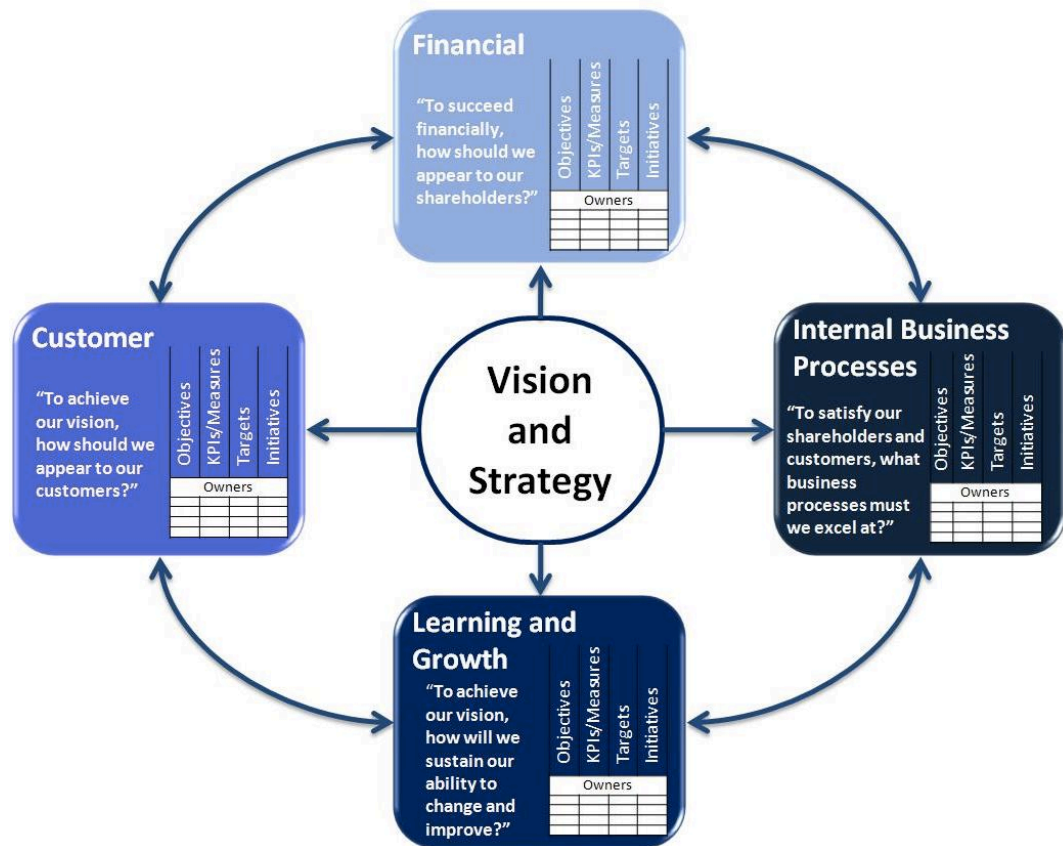 Financial
“To succeed
financially,
how should we
appear to our
shareholders?”
Objectives
KPIs/Measures
Targets
Initiatives
Owners
Customer
“To achieve
our vision,
how should we
appear to our
customers?”
Objectives
KPIs/Measures
Targets
Initiatives
Owners
Vision
and
Strategy
Internal Business
Processes
“To satisfy our
shareholders and
customers, what
business
processes must
we excel at?”
Objectives
KPIs/Measures
Targets
Initiatives
Owners
Learning and
Growth
“To achieve
our vision,
how will we
sustain our
ability to
change and
improve?”
Objectives
KPIs/Measures
Targets
Initiatives
Owners